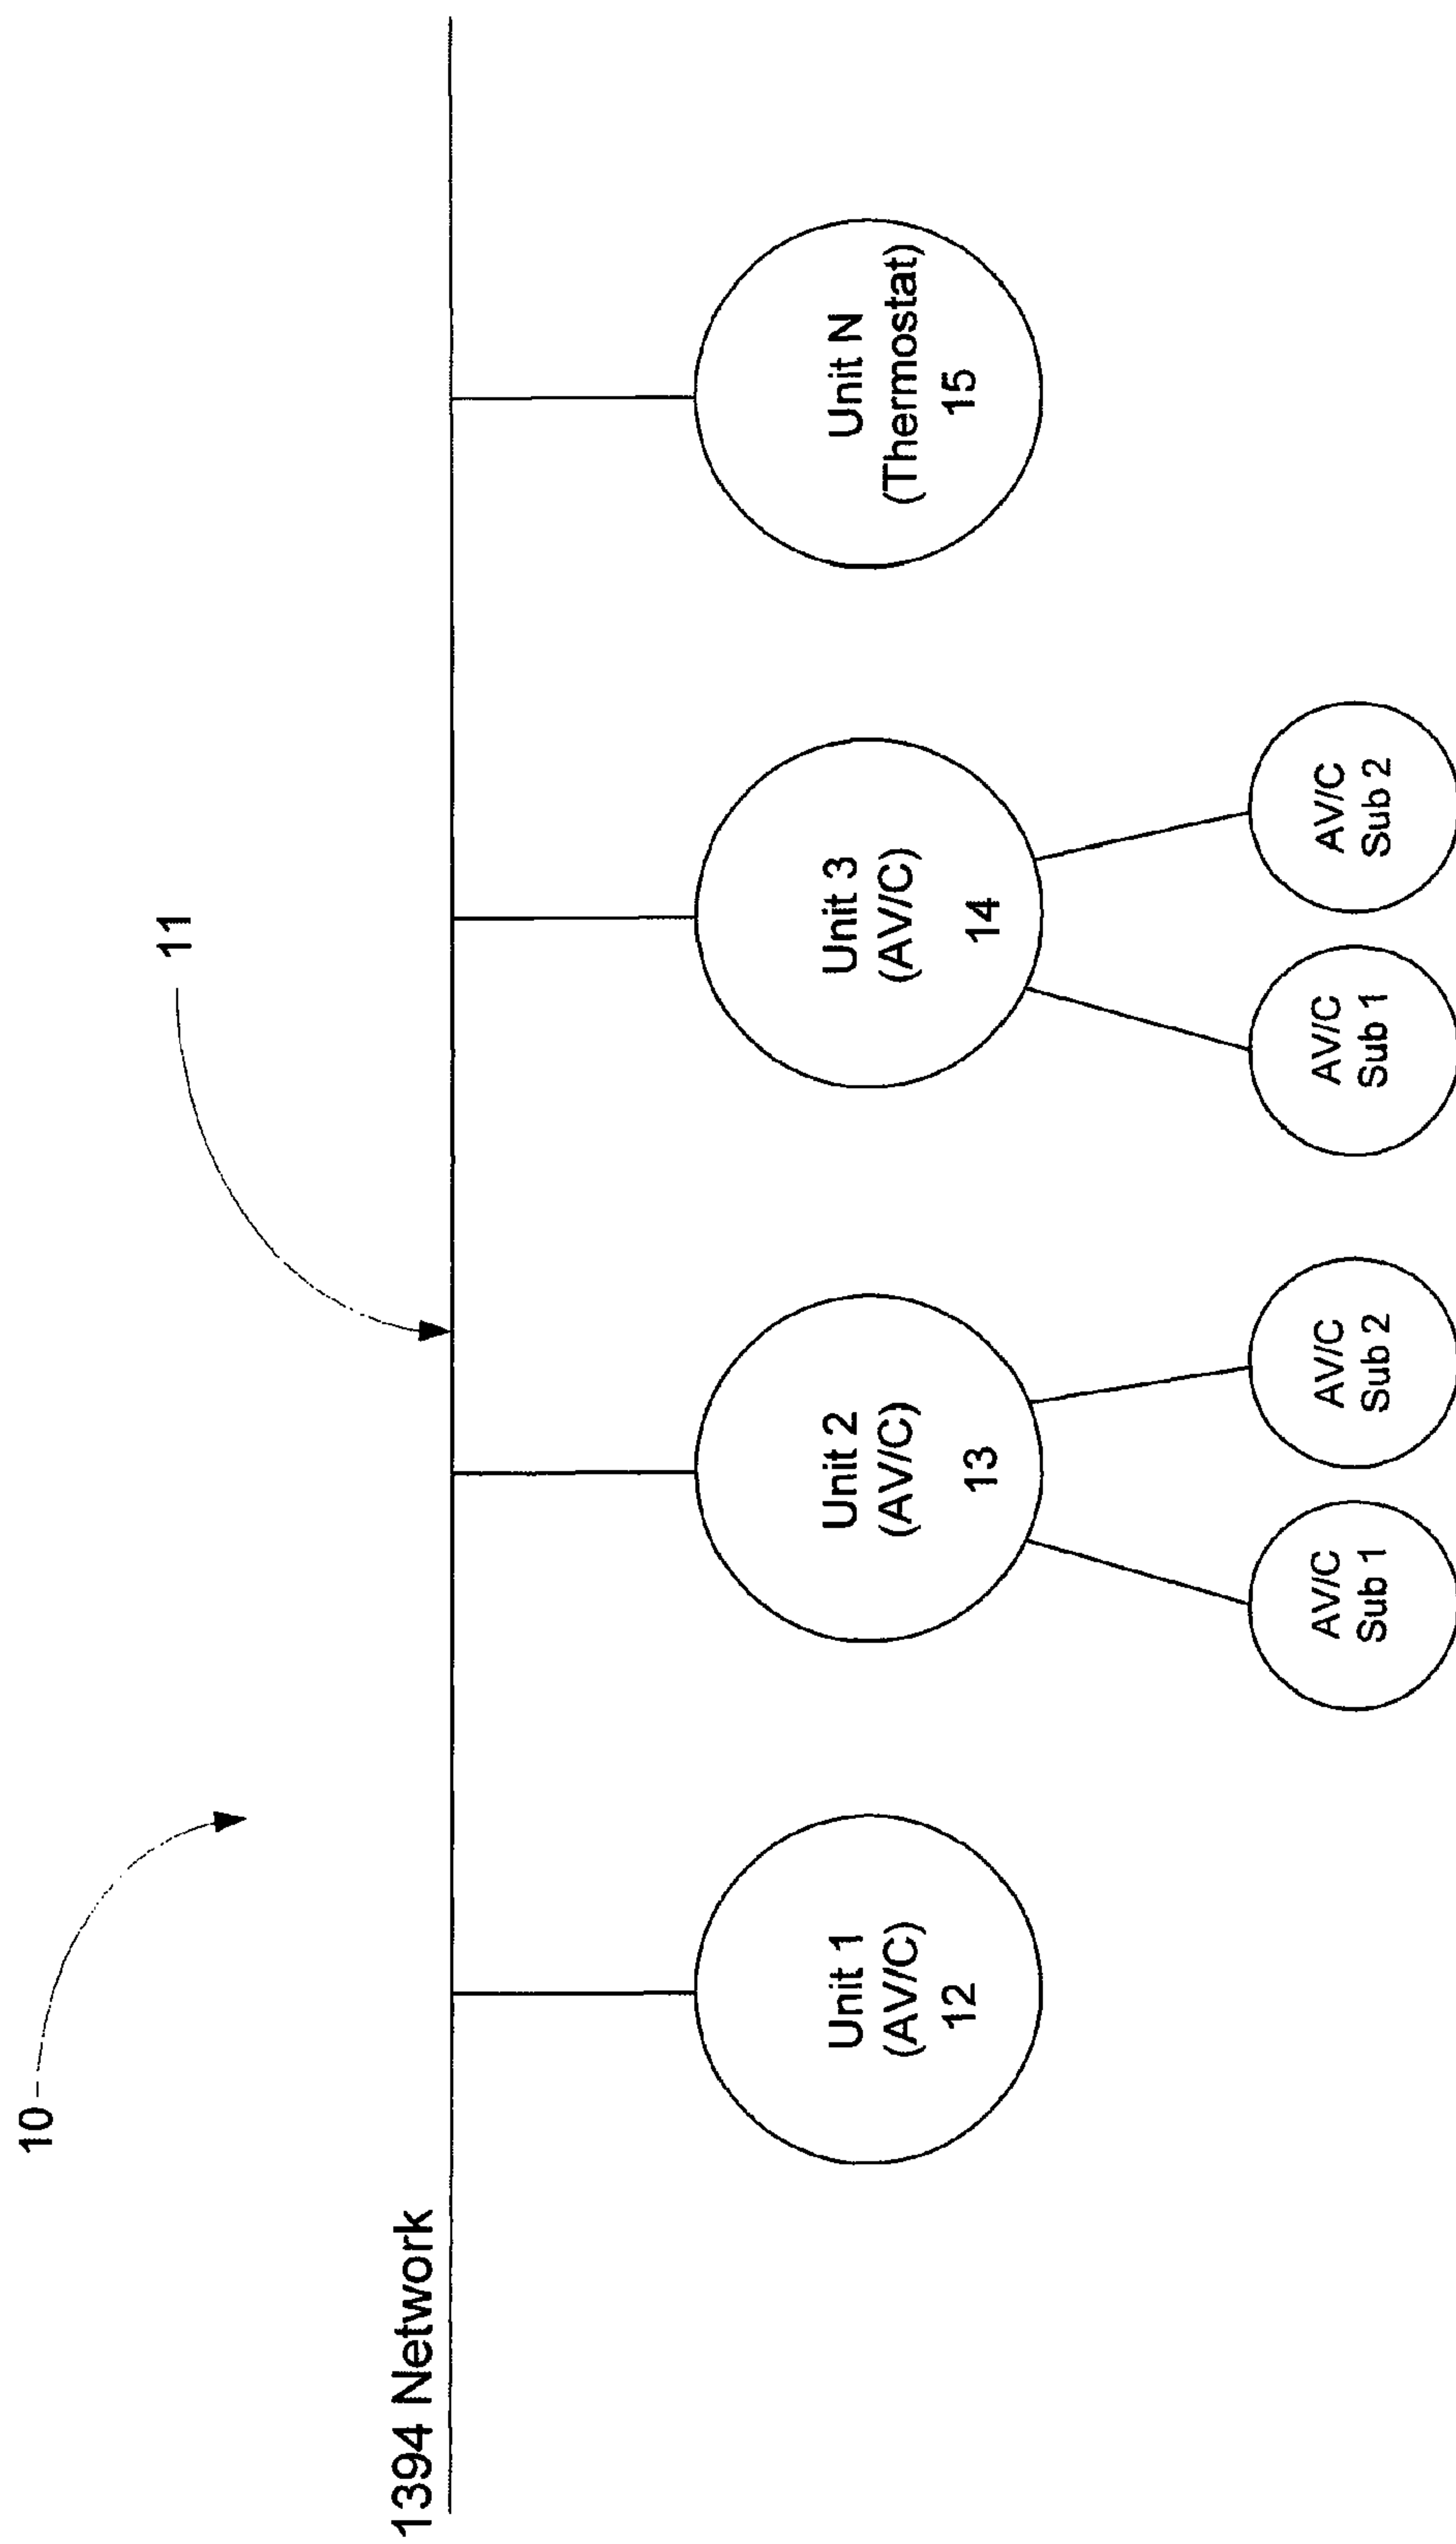 10
11
1394 Network
Unit 1
(AV/C)
12
Unit 2
(AV/C)
13
Unit 3
(AV/C)
14
Unit N
(Thermostat)
15
AV/C
Sub 1
AV/C
Sub 2
AV/C
Sub 1
AV/C
Sub 2